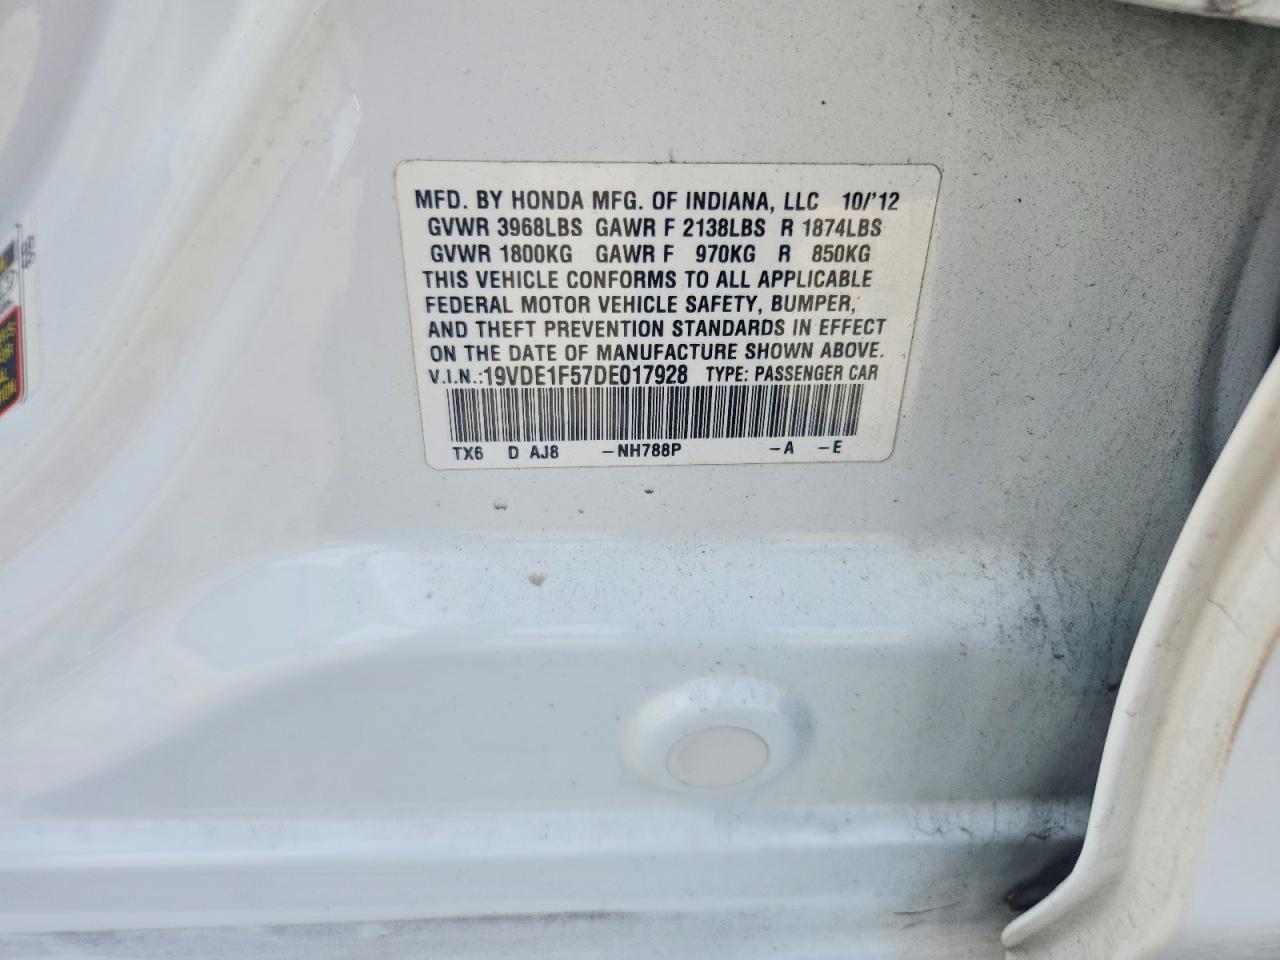 MFD. BY HONDA MFG. OF INDIANA, LLC 10/'12
GVWR 3968LBS GAWR F 2138LBS R 1874LBS
GVWR 1800KG GAWR F 970KG R 850KG
THIS VEHICLE CONFORMS TO ALL APPLICABLE
FEDERAL MOTOR VEHICLE SAFETY, BUMPER,
AND THEFT PREVENTION STANDARDS IN EFFECT
ON THE DATE OF MANUFACTURE SHOWN ABOVE.
V.I.N.:19VDE1F57DE017928 TYPE: PASSENGER CAR
TX6 D AJ8 -NH788P -A -E